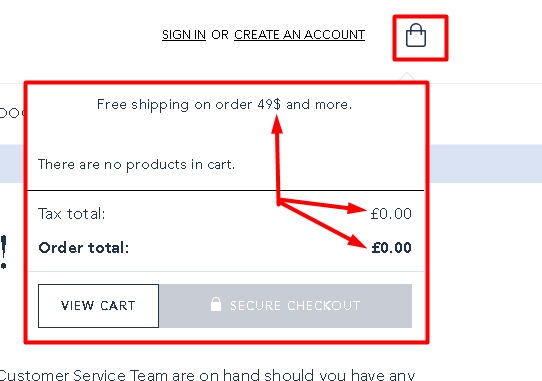 SIGN IN OR CREATE AN ACCOUNT
Free shipping on order 49$ and more.
There are no products in cart.
Tax total: £0.00
Order total: £0.00
!
VIEW CART SECURE CHECKOUT
Customer Service Team are on hand should you have any